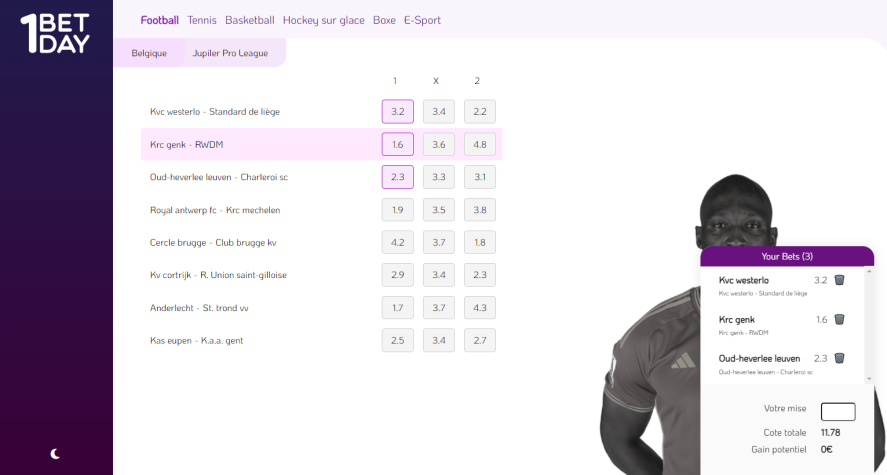 1BET
DAY
Football Tennis Basketball Hockey sur glace Boxe E-Sport
Belgique Jupiler Pro League
1 X 2
Kvc westerlo - Standard de liège 3.2 3.4 2.2
Krc genk - RWDM 1.6 3.6 4.8
Oud-heverlee leuven - Charleroi sc 2.3 3.3 3.1
Royal antwerp fc - Krc mechelen 1.9 3.5 3.8
Cercle brugge - Club brugge kv 4.2 3.7 1.8
Kv cortrijk - R. Union saint-gilloise 2.9 3.4 2.3
Anderlecht - St. trond vv 1.7 3.7 4.3
Kas eupen - K.a.a. gent 2.5 3.4 2.7
Your Bets (3)
Kvc westerlo 3.2
Kvc westerlo - Standard de liège
Krc genk 1.6
Krc genk - RWDM
Oud-heverlee leuven 2.3
Oud-heverlee leuven - Charleroi sc
Votre mise
Cote totale 11.78
Gain potentiel 0€